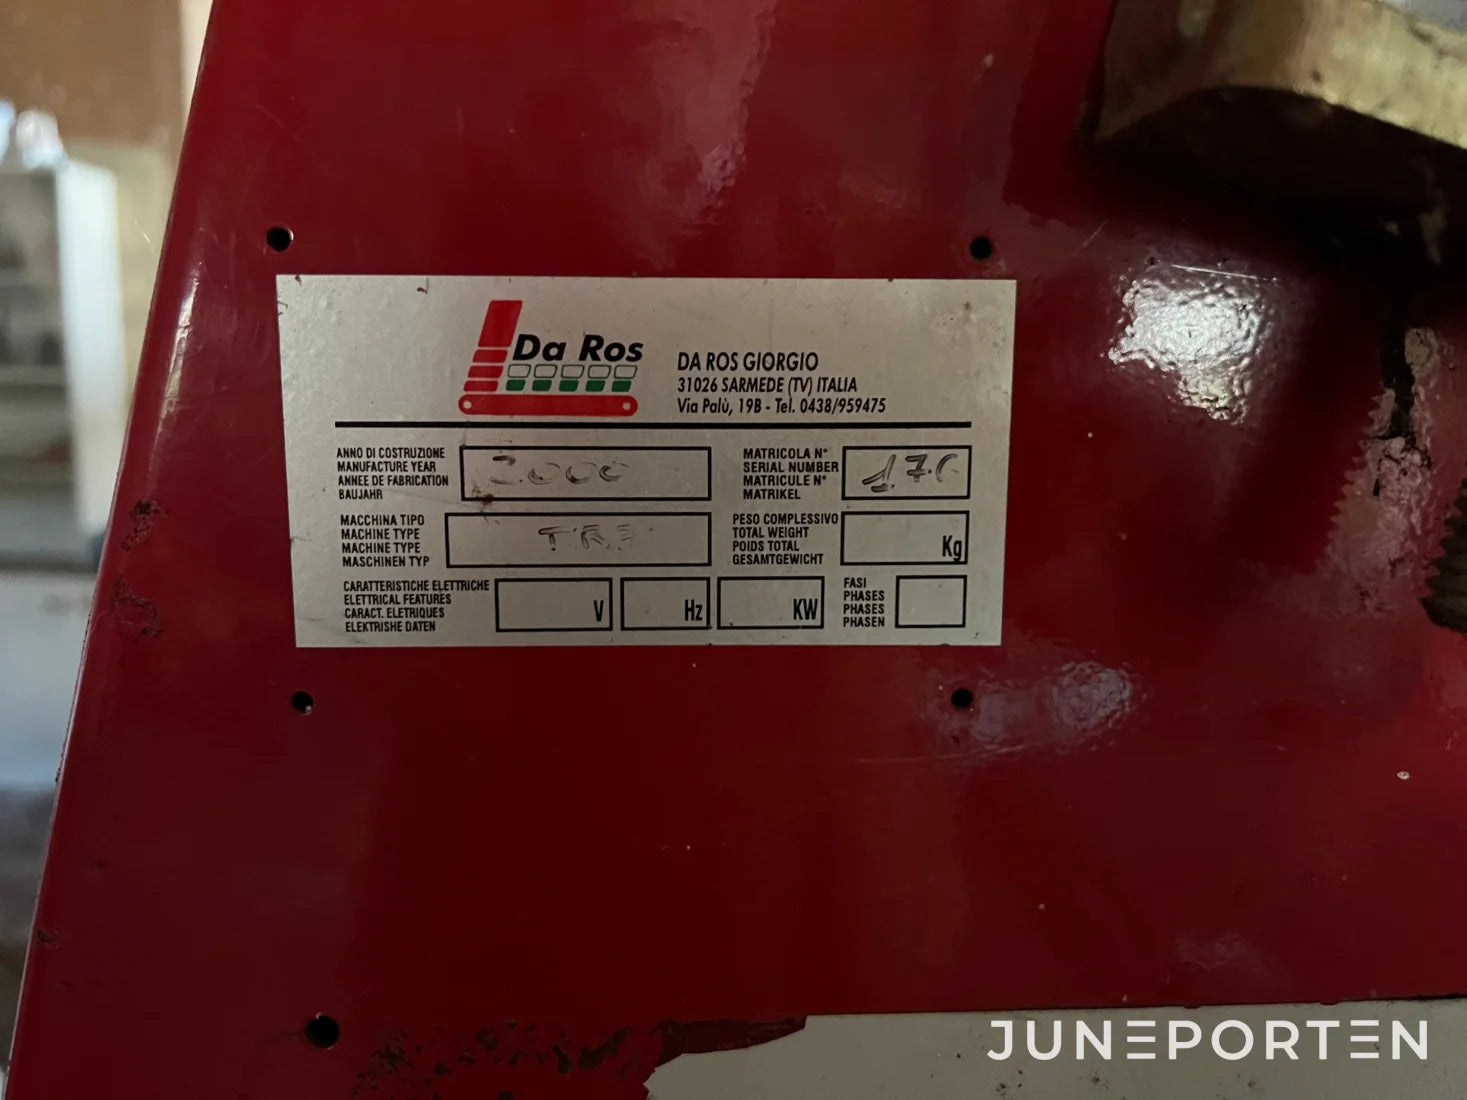 Da Ros
DA ROS GIORGIO
31026 SARMEDE (TV) ITALIA
Via Palù, 19B - Tel. 0438/959475
ANNO DI COSTRUZIONE
MANUFACTURE YEAR
ANNEE DE FABRICATION
BAUJAHR
2000
MATRICOLA N°
SERIAL NUMBER
MATRICULE N°
MATRIKEL
MACCHINA TIPO
MACHINE TYPE
MACHINE TYPE
MASCHINEN TYP
PESO COMPLESSIVO
TOTAL WEIGHT
POIDS TOTAL
GESAMTGEWICHT
Kg
CARATTERISTICHE ELETTRICHE
ELETTRICAL FEATURES
CARACT. ELETRIQUES
ELEKTRISHE DATEN
V
Hz
KW
FASI
PHASES
PHASES
PHASEN
JUNEPORTEN